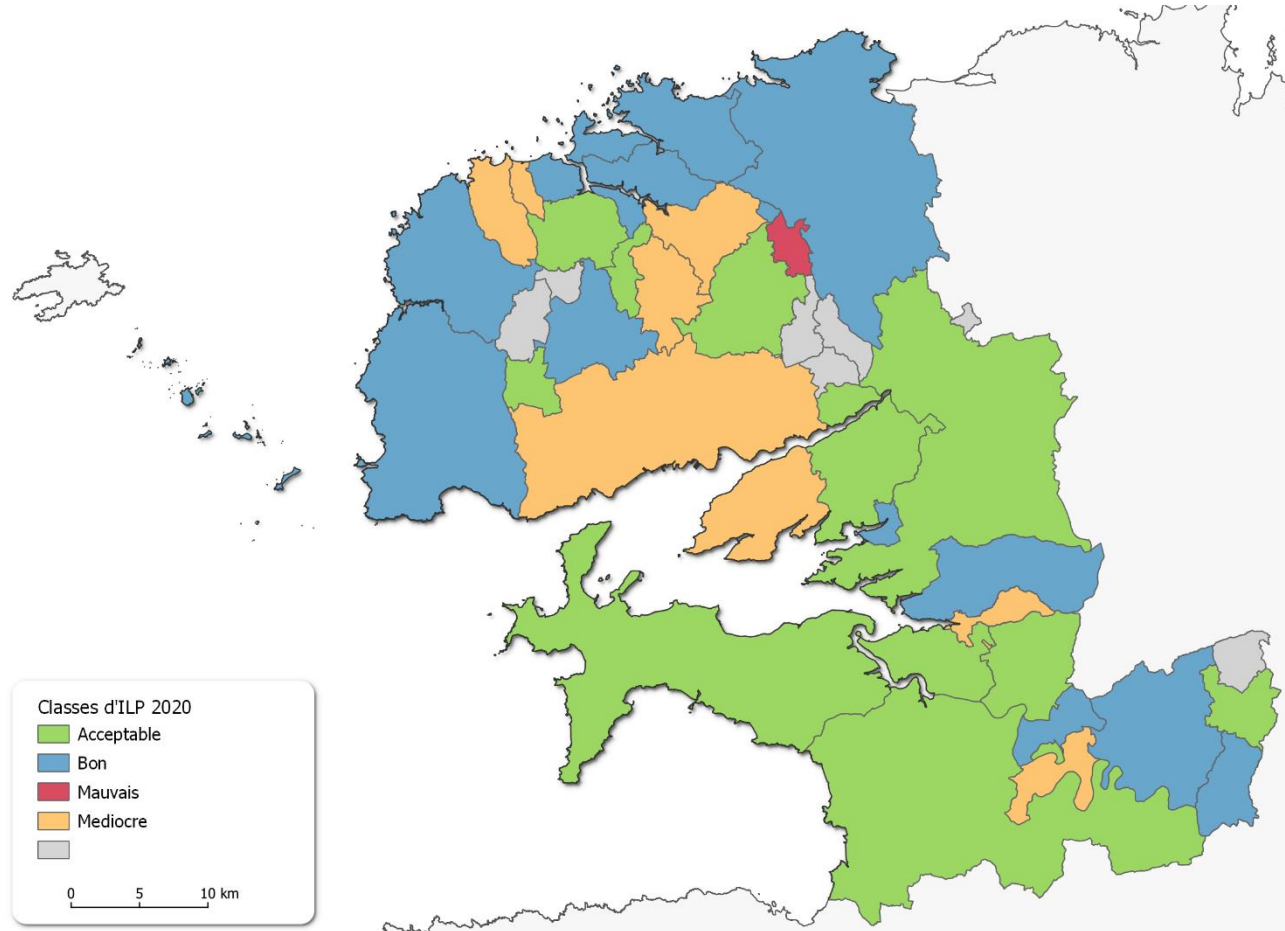 Classes d'ILP 2020
Acceptable
Bon
Mauvais
Mediocre
0 5 10 km